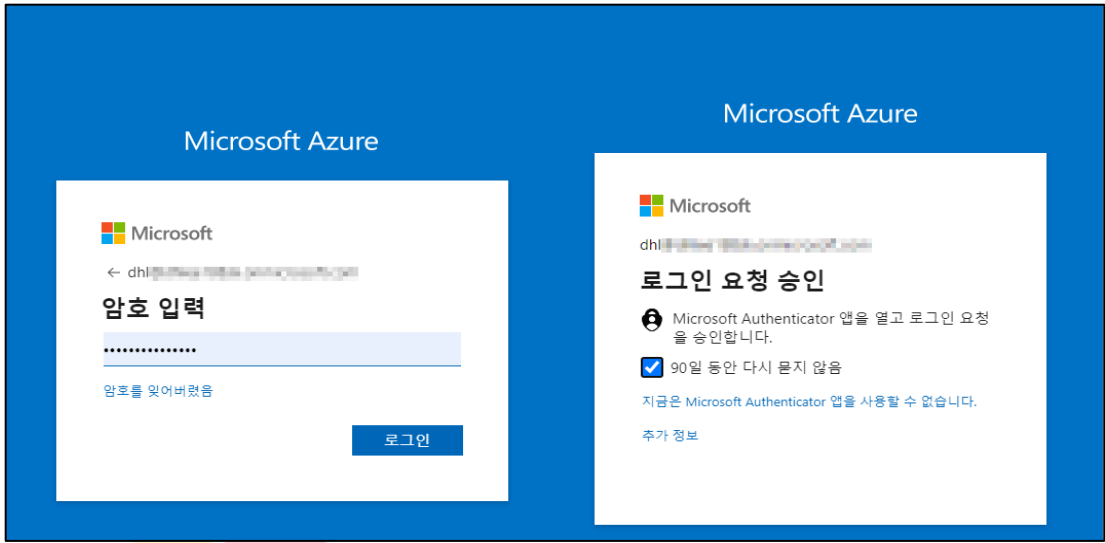 Microsoft Azure
Microsoft
← dhl
암호 입력
•••••••••••••••
암호를 잊어버렸음
로그인
Microsoft Azure
Microsoft
dhl
로그인 요청 승인
Microsoft Authenticator 앱을 열고 로그인 요청
을 승인합니다.
90일 동안 다시 묻지 않음
지금은 Microsoft Authenticator 앱을 사용할 수 없습니다.
추가 정보